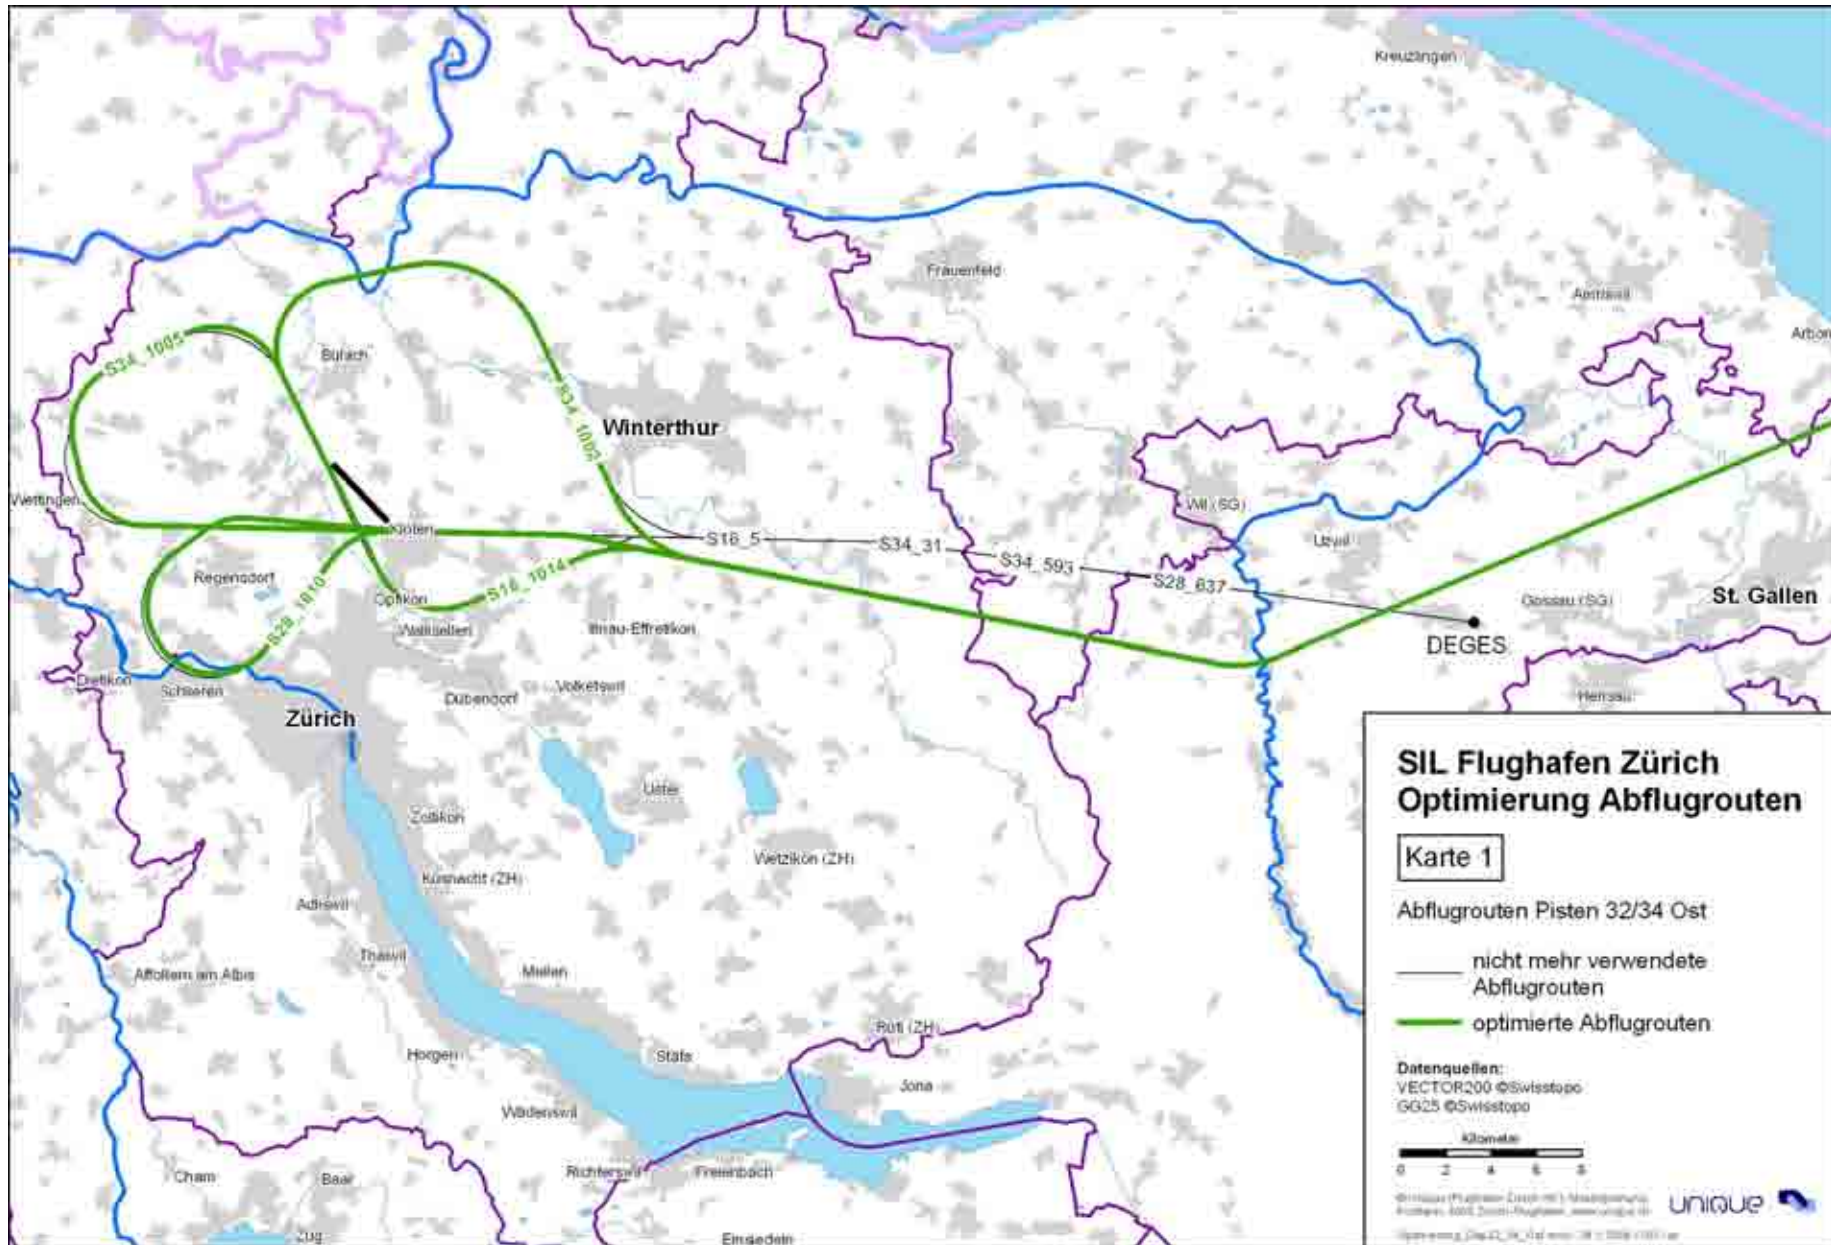 Kreuzlingen
Frauenfeld
Amriswil
Arbon
S34_1005
Bülach
S34_1002
Winterthur
Wettingen
Kloten
S16_5
S34_31
S34_593
S28_637
Wil (SG)
Uzwil
Regensdorf
S28_1010
S16_1014
Opfikon
Wallisellen
Illnau-Effretikon
Gossau (SG)
St. Gallen
DEGES
Dietikon
Schlieren
Dübendorf
Volketswil
Herisau
Zürich
Uster
Zollikon
Wetzikon (ZH)
Küsnacht (ZH)
Adliswil
Thalwil
Affoltern am Albis
Meilen
Rüti (ZH)
Horgen
Stäfa
Jona
Wädenswil
Richterswil
Freienbach
Cham
Baar
Zug
Einsiedeln
SIL Flughafen Zürich
Optimierung Abflugrouten
Karte 1
Abflugrouten Pisten 32/34 Ost
nicht mehr verwendete
Abflugrouten
optimierte Abflugrouten
Datenquellen:
VECTOR200 ©Swisstopo
GG25 ©Swisstopo
Kilometer
0 2 4 6 8
unique